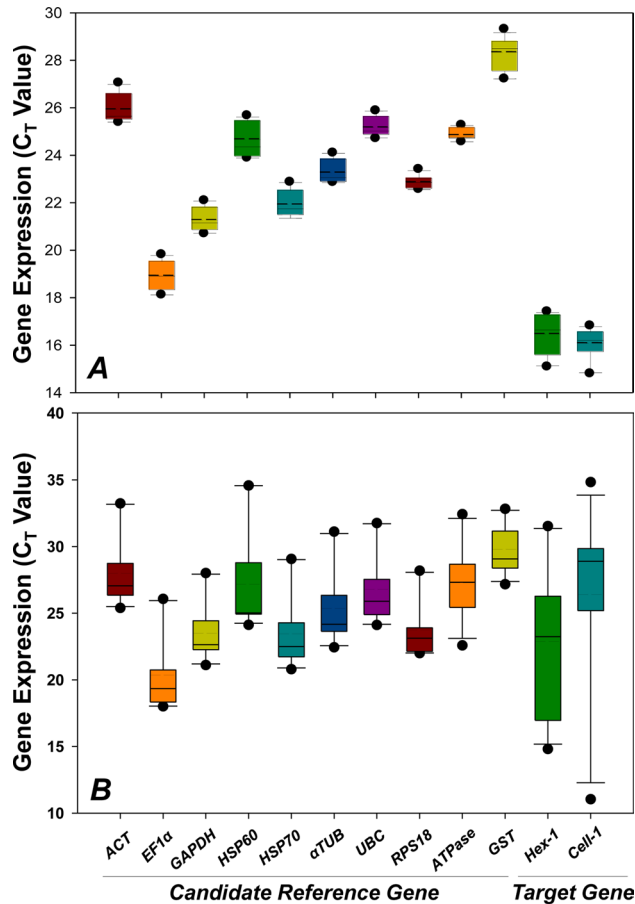 30
28
26
24
22
20
18
16
14
Gene Expression (C_T Value)
A
40
35
30
25
20
15
10
Gene Expression (C_T Value)
B
ACT EF1α GAPDH HSP60 HSP70 αTUB UBC RPS18 ATPase GST Hex-1 Cell-1
Candidate Reference Gene Target Gene